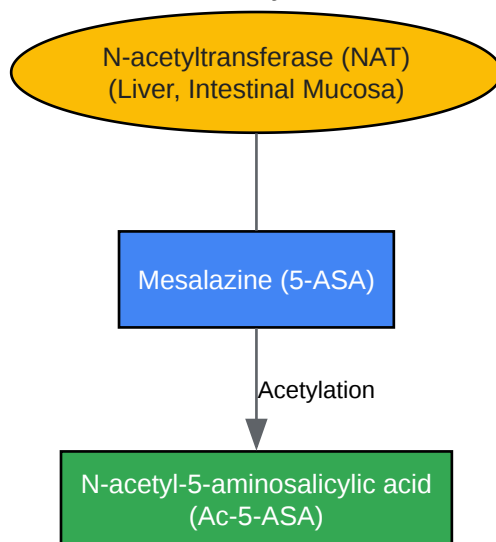 N-acetyltransferase (NAT)
(Liver, Intestinal Mucosa)
Mesalazine (5-ASA)
Acetylation
N-acetyl-5-aminosalicylic acid
(Ac-5-ASA)